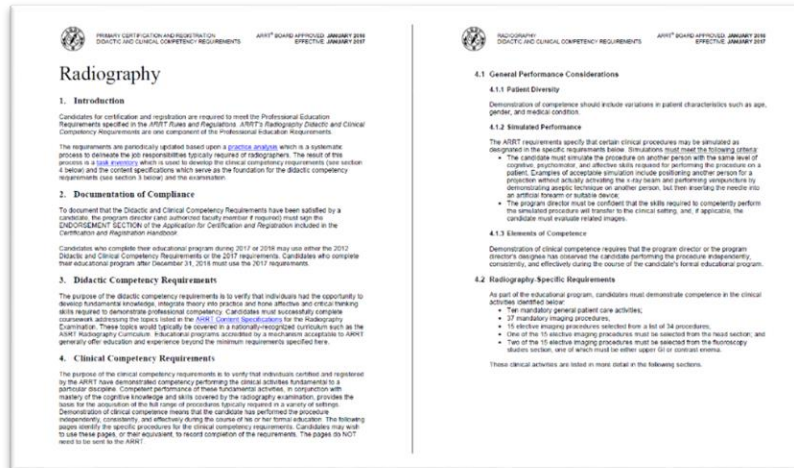 PRIMARY CERTIFICATION AND REGISTRATION
DIDACTIC AND CLINICAL COMPETENCY REQUIREMENTS
ARRT® BOARD APPROVED: JANUARY 2016
EFFECTIVE: JANUARY 2017
Radiography
1. Introduction
Candidates for certification and registration are required to meet the Professional Education
Requirements specified in the ARRT Rules and Regulations. ARRT's Radiography Didactic and Clinical
Competency Requirements are one component of the Professional Education Requirements.
The requirements are periodically updated based upon a practice analysis which is a systematic
process to delineate the job responsibilities typically required of radiographers. The result of this
process is a task inventory which is used to develop the clinical competency requirements (see section
4 below) and the content specifications which serve as the foundation for the didactic competency
requirements (see section 3 below) and the examination.
2. Documentation of Compliance
To document that the Didactic and Clinical Competency Requirements have been satisfied by a
candidate, the program director (and authorized faculty member if required) must sign the
ENDORSEMENT SECTION of the Application for Certification and Registration included in the
Certification and Registration Handbook.
Candidates who complete their educational program during 2017 or 2018 may use either the 2012
Didactic and Clinical Competency Requirements or the 2017 requirements. Candidates who complete
their educational program after December 31, 2018 must use the 2017 requirements.
3. Didactic Competency Requirements
The purpose of the didactic competency requirements is to verify that individuals had the opportunity to
develop fundamental knowledge, integrate theory into practice and hone affective and critical thinking
skills required to demonstrate professional competency. Candidates must successfully complete
coursework addressing the topics listed in the ARRT Content Specifications for the Radiography
Examination. These topics would typically be covered in a nationally-recognized curriculum such as the
ASRT Radiography Curriculum. Educational programs accredited by a mechanism acceptable to ARRT
generally offer education and experience beyond the minimum requirements specified here.
4. Clinical Competency Requirements
The purpose of the clinical competency requirements is to verify that individuals certified and registered
by the ARRT have demonstrated competency performing the clinical activities fundamental to a
particular discipline. Competent performance of these fundamental activities, in conjunction with
mastery of the cognitive knowledge and skills covered by the radiography examination, provides the
basis for the acquisition of the full range of procedures typically required in a variety of settings.
Demonstration of clinical competence means that the candidate has performed the procedure
independently, consistently, and effectively during the course of his or her formal education. The following
pages identify the specific procedures for the clinical competency requirements. Candidates may wish
to use these pages, or their equivalent, to record completion of the requirements. The pages do NOT
need to be sent to the ARRT.
RADIOGRAPHY
DIDACTIC AND CLINICAL COMPETENCY REQUIREMENTS
ARRT® BOARD APPROVED: JANUARY 2016
EFFECTIVE: JANUARY 2017
4.1 General Performance Considerations
4.1.1 Patient Diversity
Demonstration of competence should include variations in patient characteristics such as age,
gender, and medical condition.
4.1.2 Simulated Performance
The ARRT requirements specify that certain clinical procedures may be simulated as
designated in the specific requirements below. Simulations must meet the following criteria:
• The candidate must simulate the procedure on another person with the same level of
cognitive, psychomotor, and affective skills required for performing the procedure on a
patient. Examples of acceptable simulation include positioning another person for a
projection without actually activating the x-ray beam and performing venipuncture by
demonstrating aseptic technique on another person, but then inserting the needle into
an artificial forearm or suitable device;
• The program director must be confident that the skills required to competently perform
the simulated procedure will transfer to the clinical setting, and, if applicable, the
candidate must evaluate related images.
4.1.3 Elements of Competence
Demonstration of clinical competence requires that the program director or the program
director's designee has observed the candidate performing the procedure independently,
consistently, and effectively during the course of the candidate's formal educational program.
4.2 Radiography-Specific Requirements
As part of the educational program, candidates must demonstrate competence in the clinical
activities identified below:
• Ten mandatory general patient care activities;
• 37 mandatory imaging procedures;
• 15 elective imaging procedures selected from a list of 34 procedures;
• One of the 15 elective imaging procedures must be selected from the head section; and
• Two of the 15 elective imaging procedures must be selected from the fluoroscopy
studies section, one of which must be either upper GI or contrast enema.
These clinical activities are listed in more detail in the following sections.